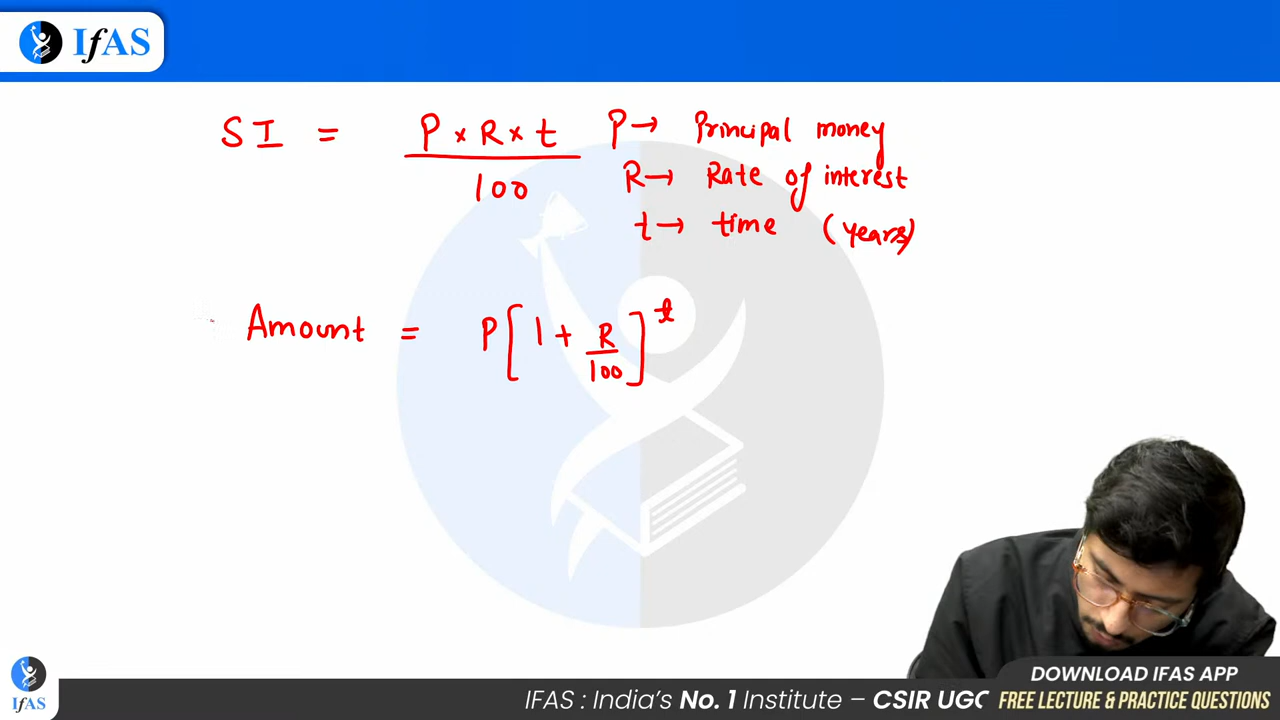 IfAS
SI = P × R × t / 100
P → Principal money
R → Rate of interest
t → time (years)
Amount = P[1 + R/100]^t
IfAS
IFAS : India's No. 1 Institute – CSIR UGC
DOWNLOAD IFAS APP
FREE LECTURE & PRACTICE QUESTIONS